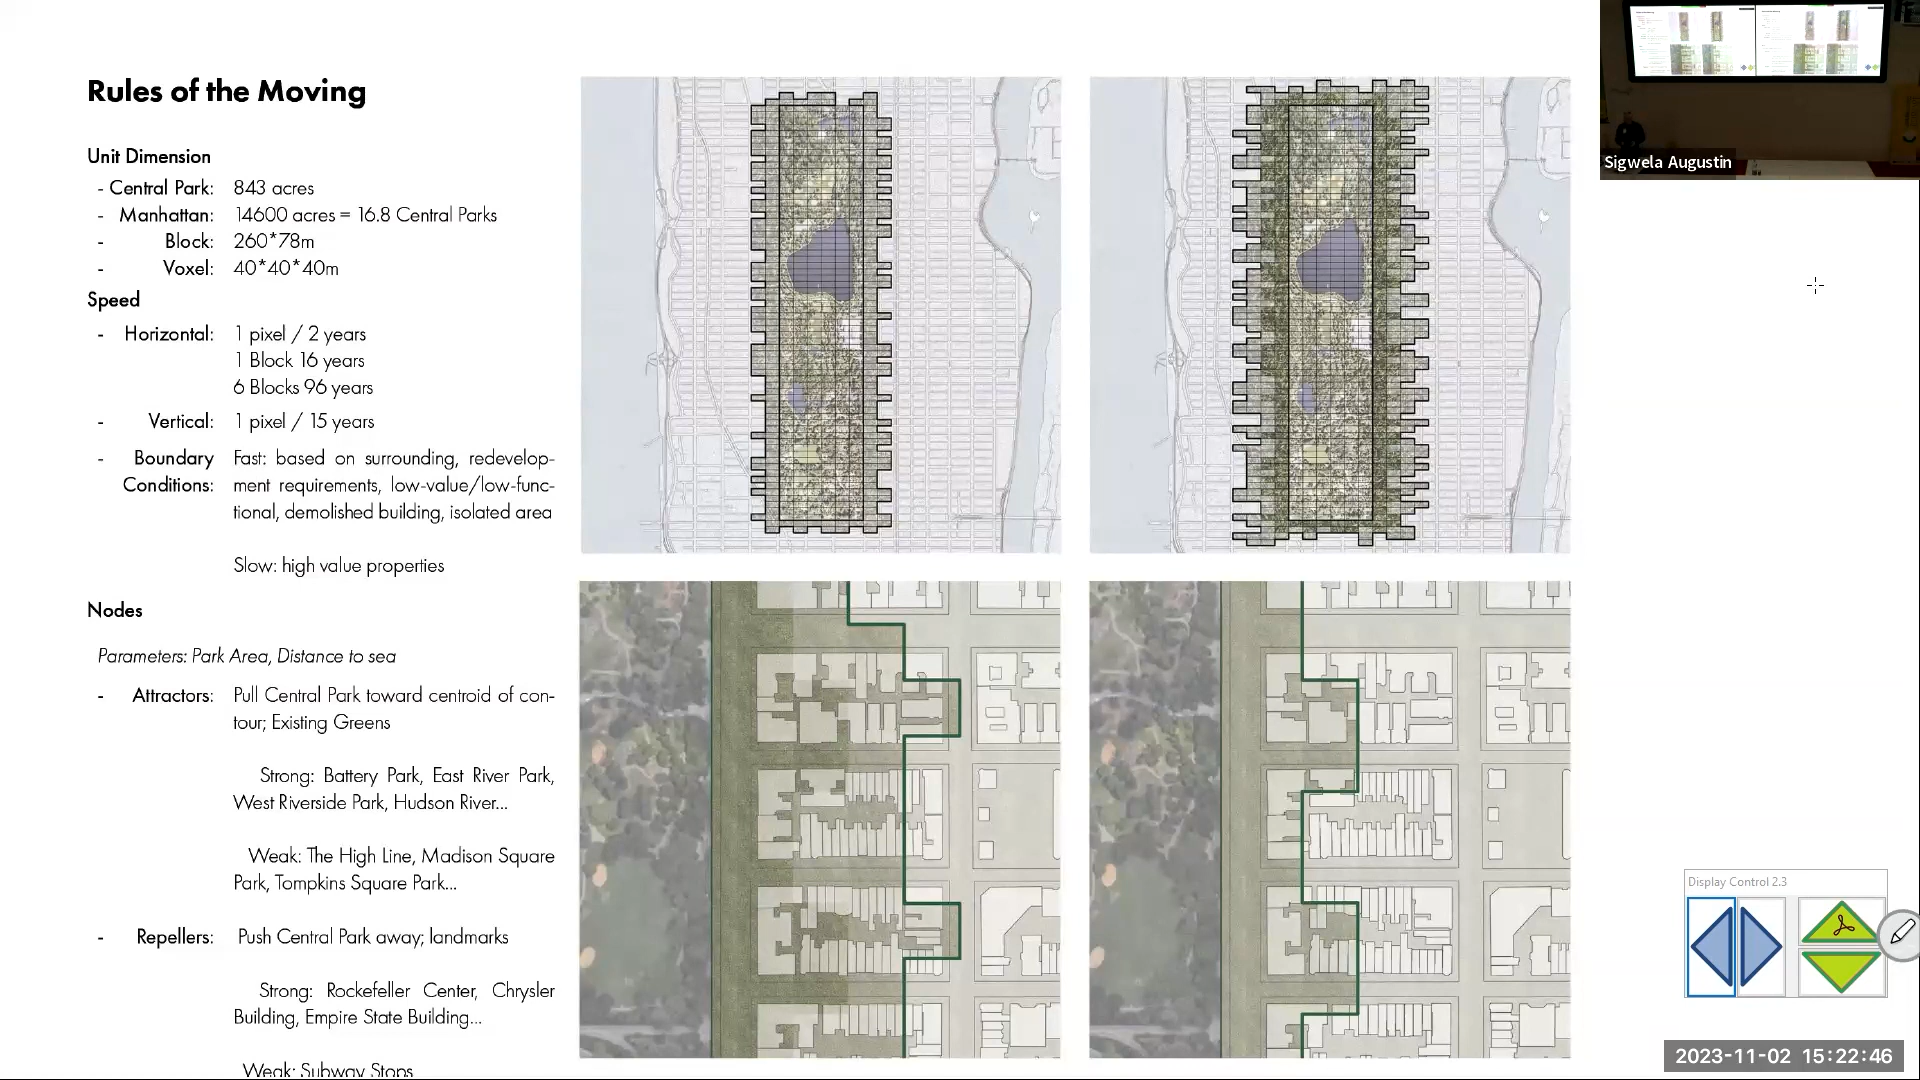 Rules of the Moving
Unit Dimension
- Central Park: 843 acres
- Manhattan: 14600 acres = 16.8 Central Parks
- Block: 260*78m
- Voxel: 40*40*40m
Speed
- Horizontal: 1 pixel / 2 years
1 Block 16 years
6 Blocks 96 years
- Vertical: 1 pixel / 15 years
- Boundary Fast: based on surrounding, redevelop-
Conditions: ment requirements, low-value/low-func-
tional, demolished building, isolated area
Slow: high value properties
Nodes
Parameters: Park Area, Distance to sea
- Attractors: Pull Central Park toward centroid of con-
tour; Existing Greens
Strong: Battery Park, East River Park,
West Riverside Park, Hudson River...
Weak: The High Line, Madison Square
Park, Tompkins Square Park...
- Repellers: Push Central Park away; landmarks
Strong: Rockefeller Center, Chrysler
Building, Empire State Building...
Weak: Subway Stops
Sigwela Augustin
Display Control 2.3
2023-11-02 15:22:46